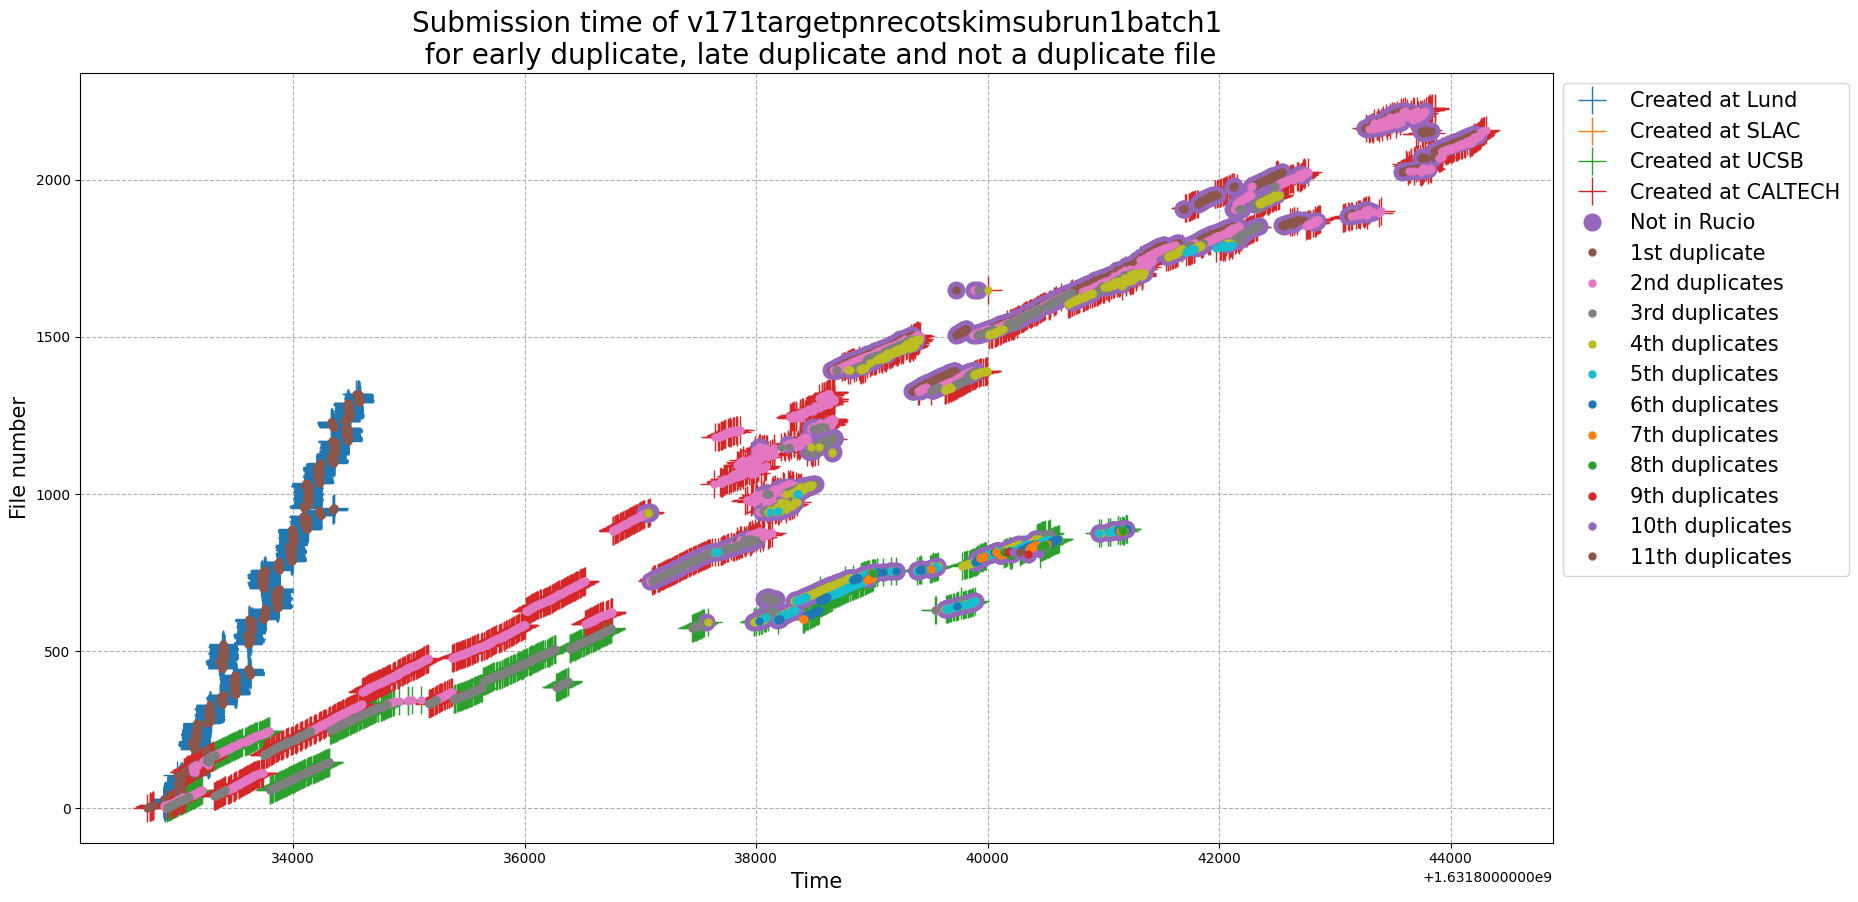 Submission time of v171targetpnrecotskimsubrun1batch1
for early duplicate, late duplicate and not a duplicate file
Created at Lund
Created at SLAC
Created at UCSB
Created at CALTECH
Not in Rucio
1st duplicate
2nd duplicates
3rd duplicates
4th duplicates
5th duplicates
6th duplicates
7th duplicates
8th duplicates
9th duplicates
10th duplicates
11th duplicates
File number
2000
1500
1000
500
0
34000
36000
38000
40000
42000
44000
Time
+1.6318000000e9